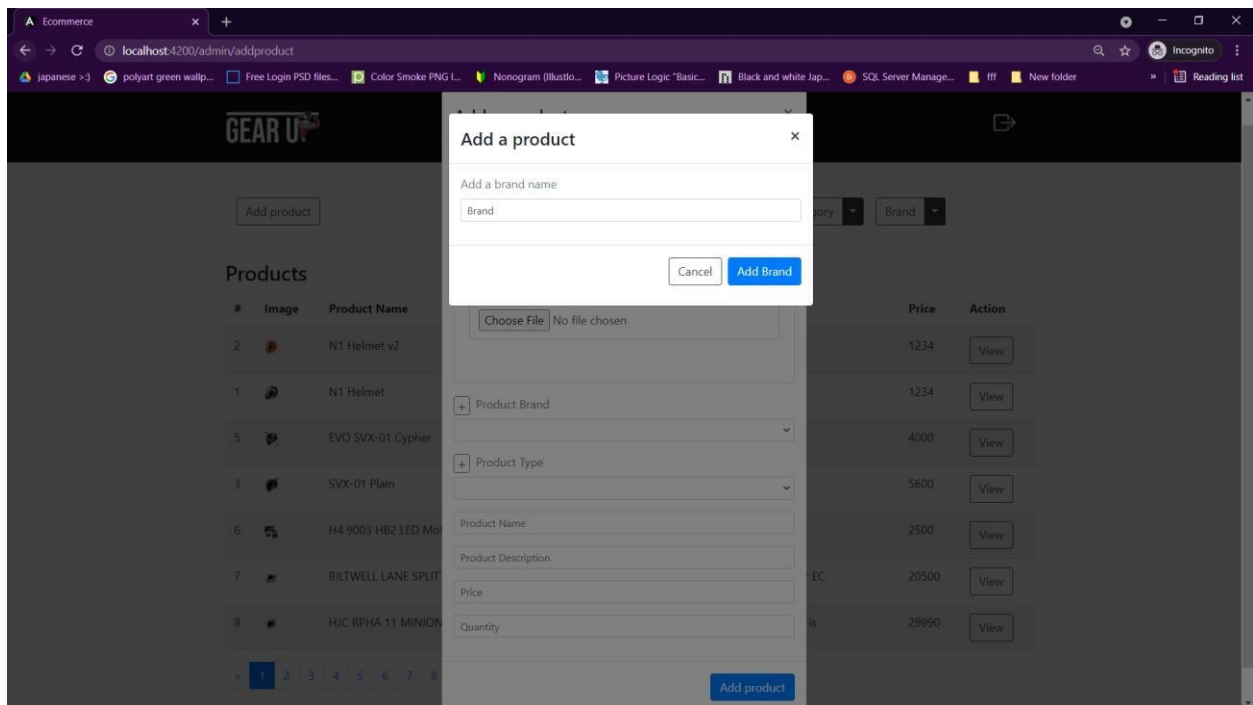 A Ecommerce
localhost:4200/admin/addproduct
Incognito
japanese >:)
polyart green wallp...
Free Login PSD files...
Color Smoke PNG I...
Nonogram (Illustlo...
Picture Logic "Basic...
Black and white Jap...
SQL Server Manage...
fff
New folder
»
Reading list
GEAR U
Add a product
×
Add a brand name
Brand
Cancel
Add Brand
Add product
gory
Brand
Products
# Image Product Name Price Action
2 N1 Helmet v2 1234 View
1 N1 Helmet 1234 View
5 EVO SVX-01 Cypher 4000 View
3 SVX-01 Plain 5600 View
6 H4 9003 HB2 LED Mo 2500 View
7 BILTWELL LANE SPLIT EC 20500 View
8 HJC RPHA 11 MINION is 29990 View
« 1 2 3 4 5 6 7 8
Choose File No file chosen
+ Product Brand
+ Product Type
Product Name
Product Description
Price
Quantity
Add product